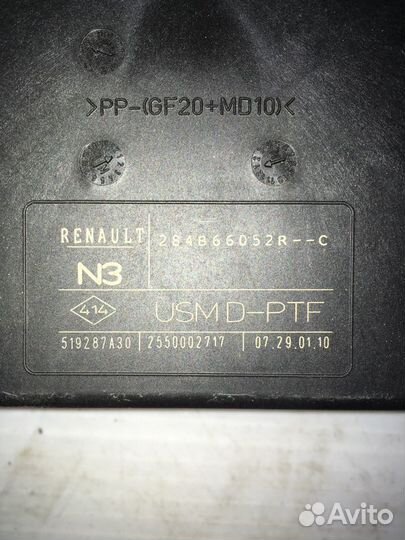 >PP-(GF20+MD10)<
RENAULT 284B66052R--C
N3
414 USM D-PTF
519287A30 2550002717 07.29.01.10
Avito